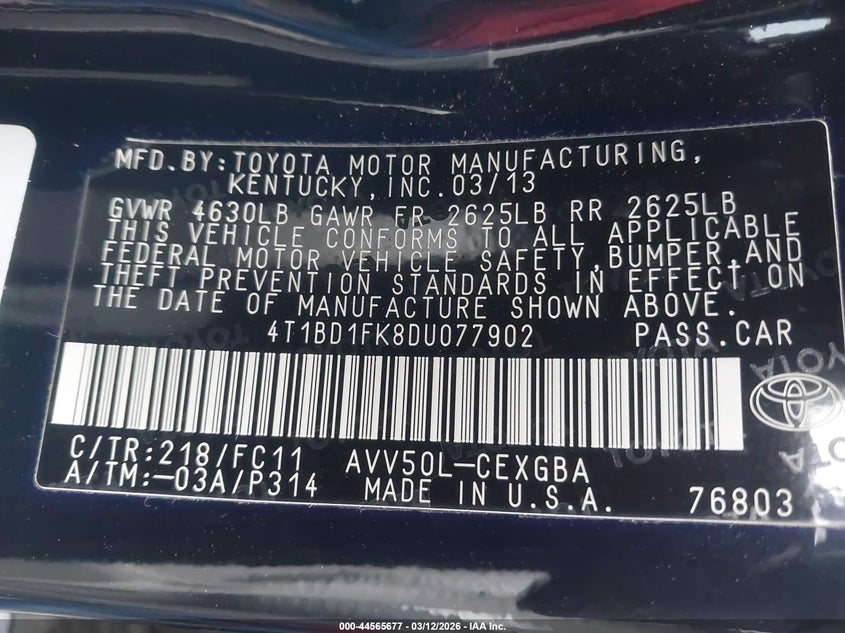 MFD.BY:TOYOTA MOTOR MANUFACTURING,
KENTUCKY,INC.03/13
GVWR 4630LB GAWR FR 2625LB RR 2625LB
THIS VEHICLE CONFORMS TO ALL APPLICABLE
FEDERAL MOTOR VEHICLE SAFETY,BUMPER,AND
THEFT PREVENTION STANDARDS IN EFFECT ON
THE DATE OF MANUFACTURE SHOWN ABOVE.
4T1BD1FK8DU077902 PASS.CAR
C/TR:218/FC11 AVV50L-CEXGBA
A/TM:-03A/P314 MADE IN U.S.A. 76803
000-44565677 - 03/12/2026 - IAA Inc.